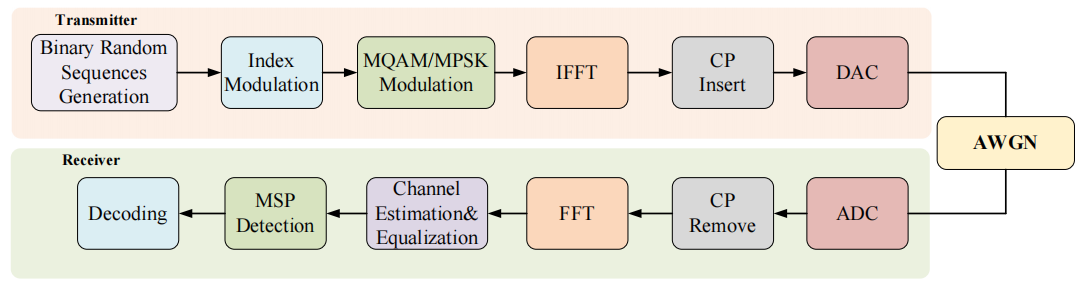 Transmitter
Binary Random
Sequences
Generation
Index
Modulation
MQAM/MPSK
Modulation
IFFT
CP
Insert
DAC
AWGN
Receiver
Decoding
MSP
Detection
Channel
Estimation&
Equalization
FFT
CP
Remove
ADC